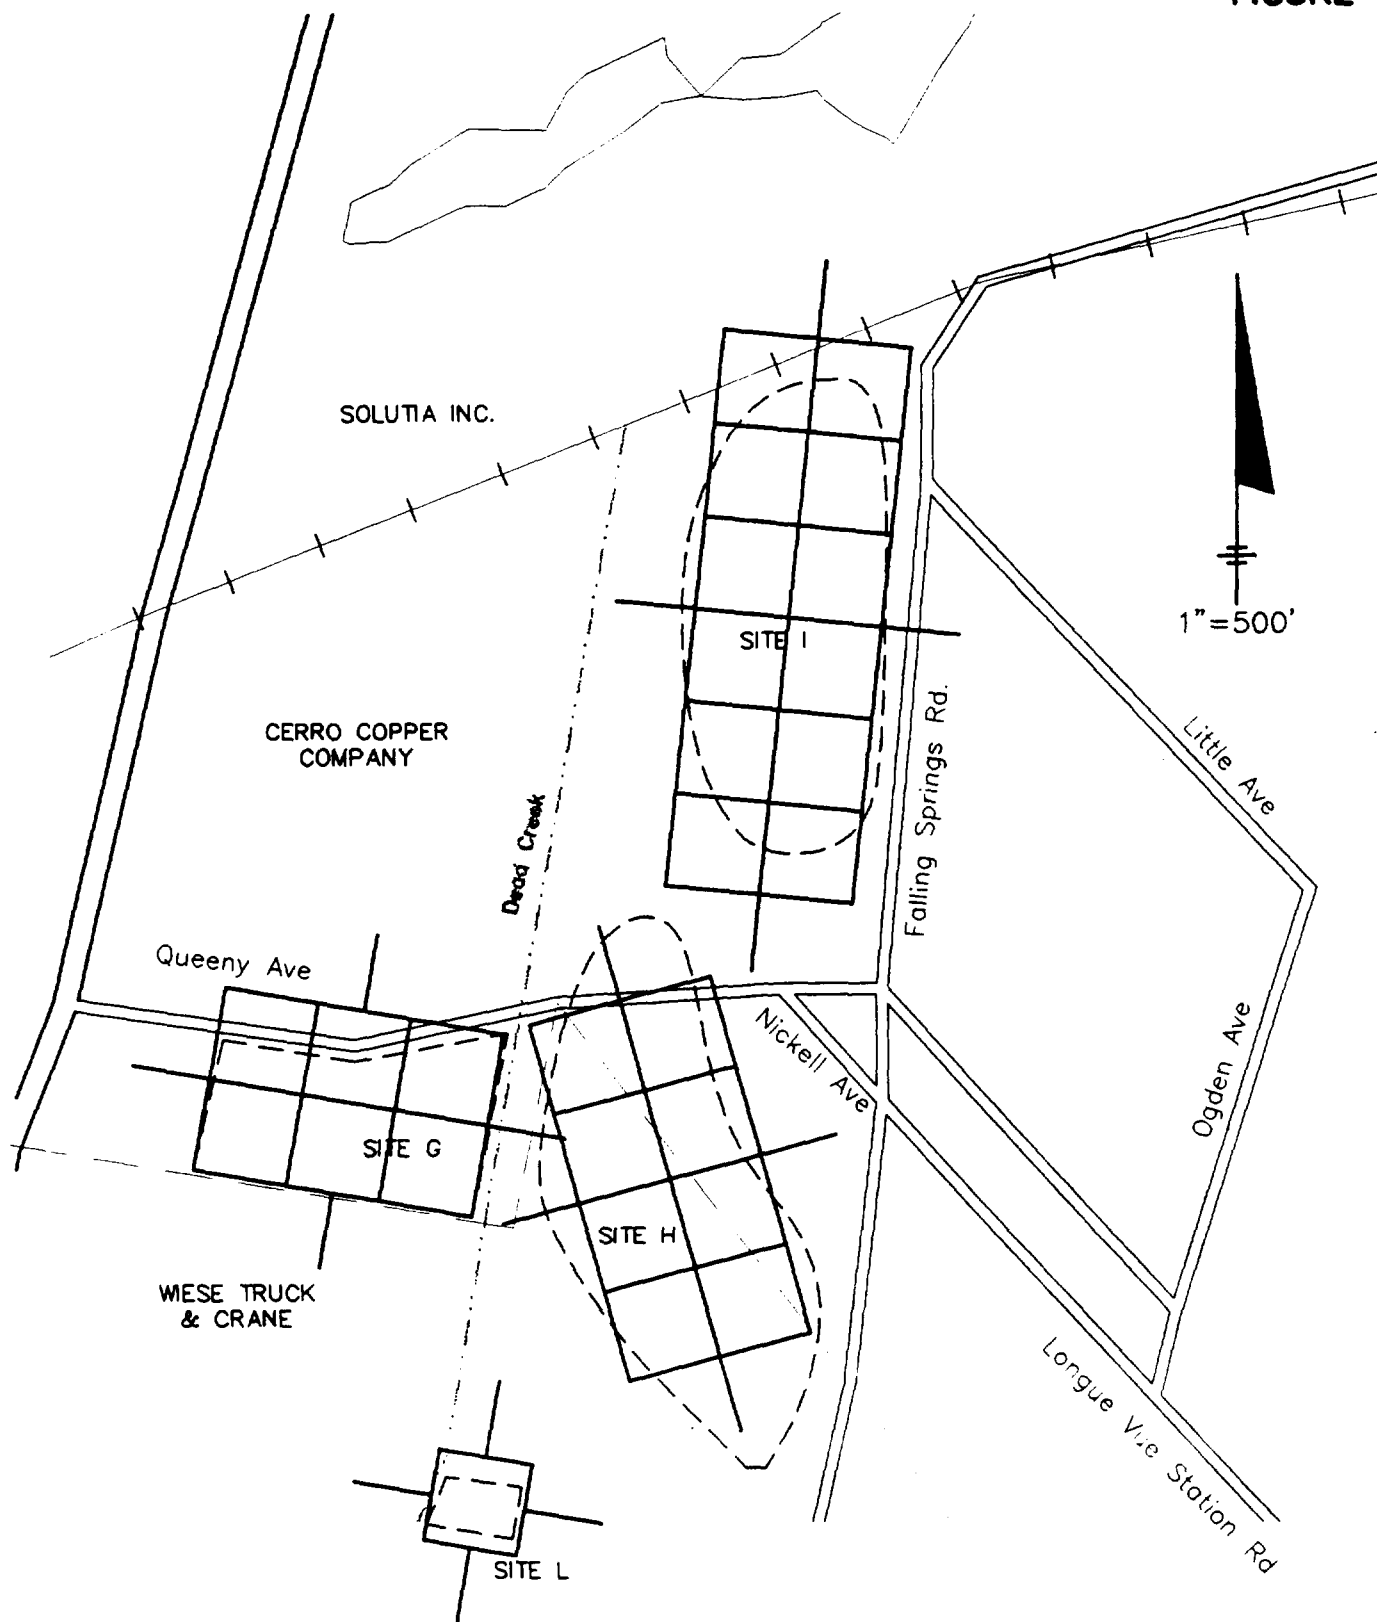 SOLUTIA INC.
1"=500'
SITE I
CERRO COPPER
COMPANY
Little Ave
Falling Springs Rd.
Dead Creek
Queeny Ave
Nickell Ave
Ogden Ave
SITE G
SITE H
WIESE TRUCK
& CRANE
Longue Vue Station Rd
SITE L